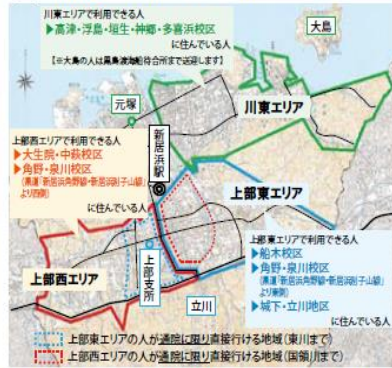 川東エリアで利用できる人
▶高津・浮島・垣生・神郷・多喜浜校区
に住んでいる人
【※大島の人は黒島渡海船待合所まで送迎します】
大島
元塚
川東エリア
新居浜駅
上部西エリアで利用できる人
▶大生院・中萩校区
▶角野・泉川校区
(県道「新居浜角野線・新居浜別子山線」
より西側)
に住んでいる人
上部東エリア
上部東エリアで利用できる人
▶船木校区
▶角野・泉川校区
(県道「新居浜角野線・新居浜別子山線」
より東側)
▶城下・立川地区
に住んでいる人
上部西エリア
上部支所
立川
上部東エリアの人が通院に限り直接行ける地域(東川まで)
上部西エリアの人が通院に限り直接行ける地域(国領川まで)